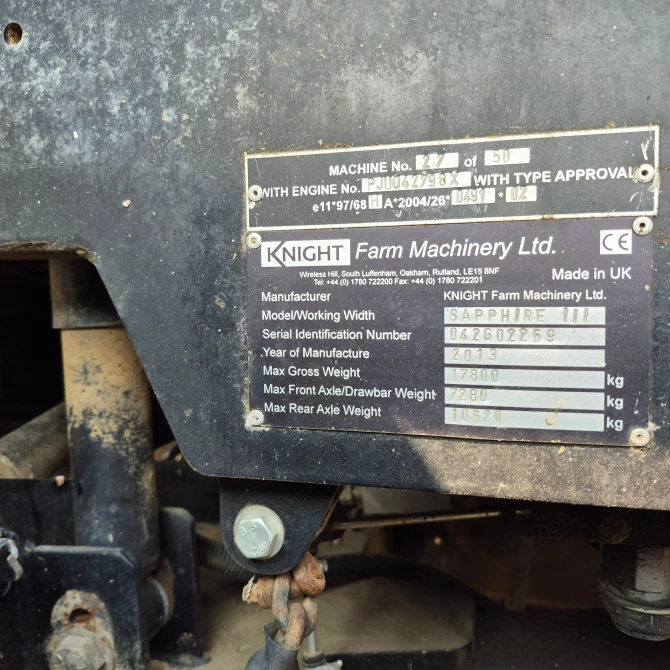 MACHINE No. 27 of 50
WITH ENGINE No. PJU042798X WITH TYPE APPROVAL
e11*97/68 H A*2004/26* 0491 * 02
KNIGHT Farm Machinery Ltd. CE
Wireless Hill, South Luffenham, Oakham, Rutland, LE15 8NF
Tel: +44 (0) 1780 722200 Fax: +44 (0) 1780 722201
Made in UK
Manufacturer KNIGHT Farm Machinery Ltd.
Model/Working Width SAPPHIRE III
Serial Identification Number 042602259
Year of Manufacture 2013
Max Gross Weight 17800 kg
Max Front Axle/Drawbar Weight 7280 kg
Max Rear Axle Weight 10520 kg